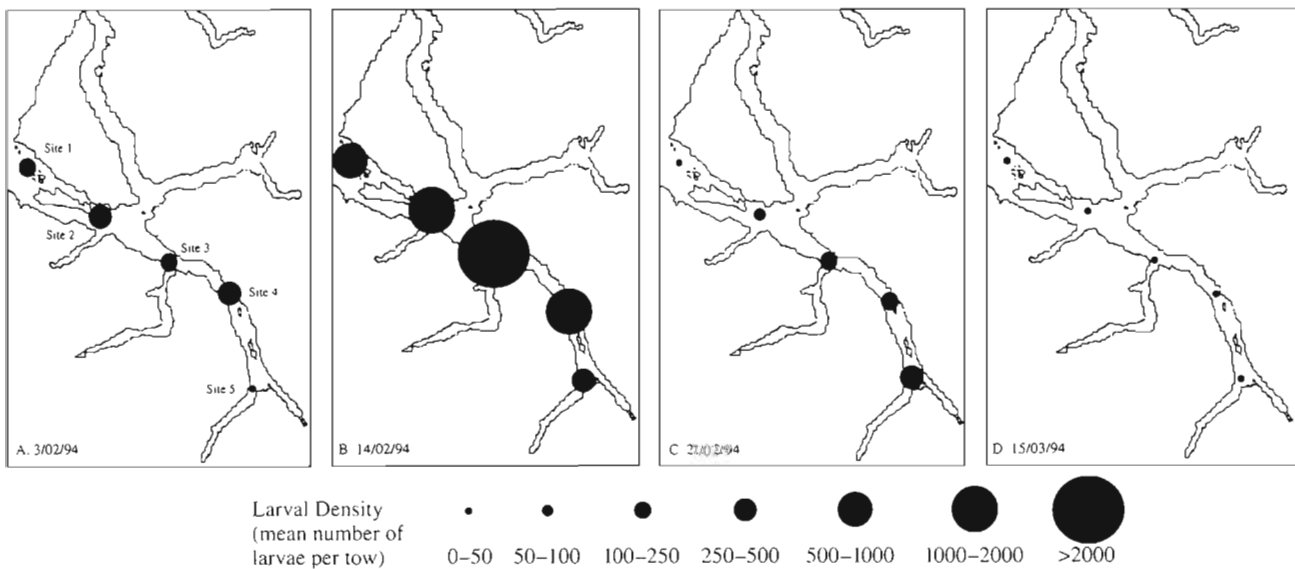 Site 1
Site 2
Site 3
Site 4
Site 5
A. 3/02/94
B 14/02/94
C
D 15/03/94
Larval Density
(mean number of
larvae per tow)
0–50 50–100 100–250 250–500 500–1000 1000–2000 >2000